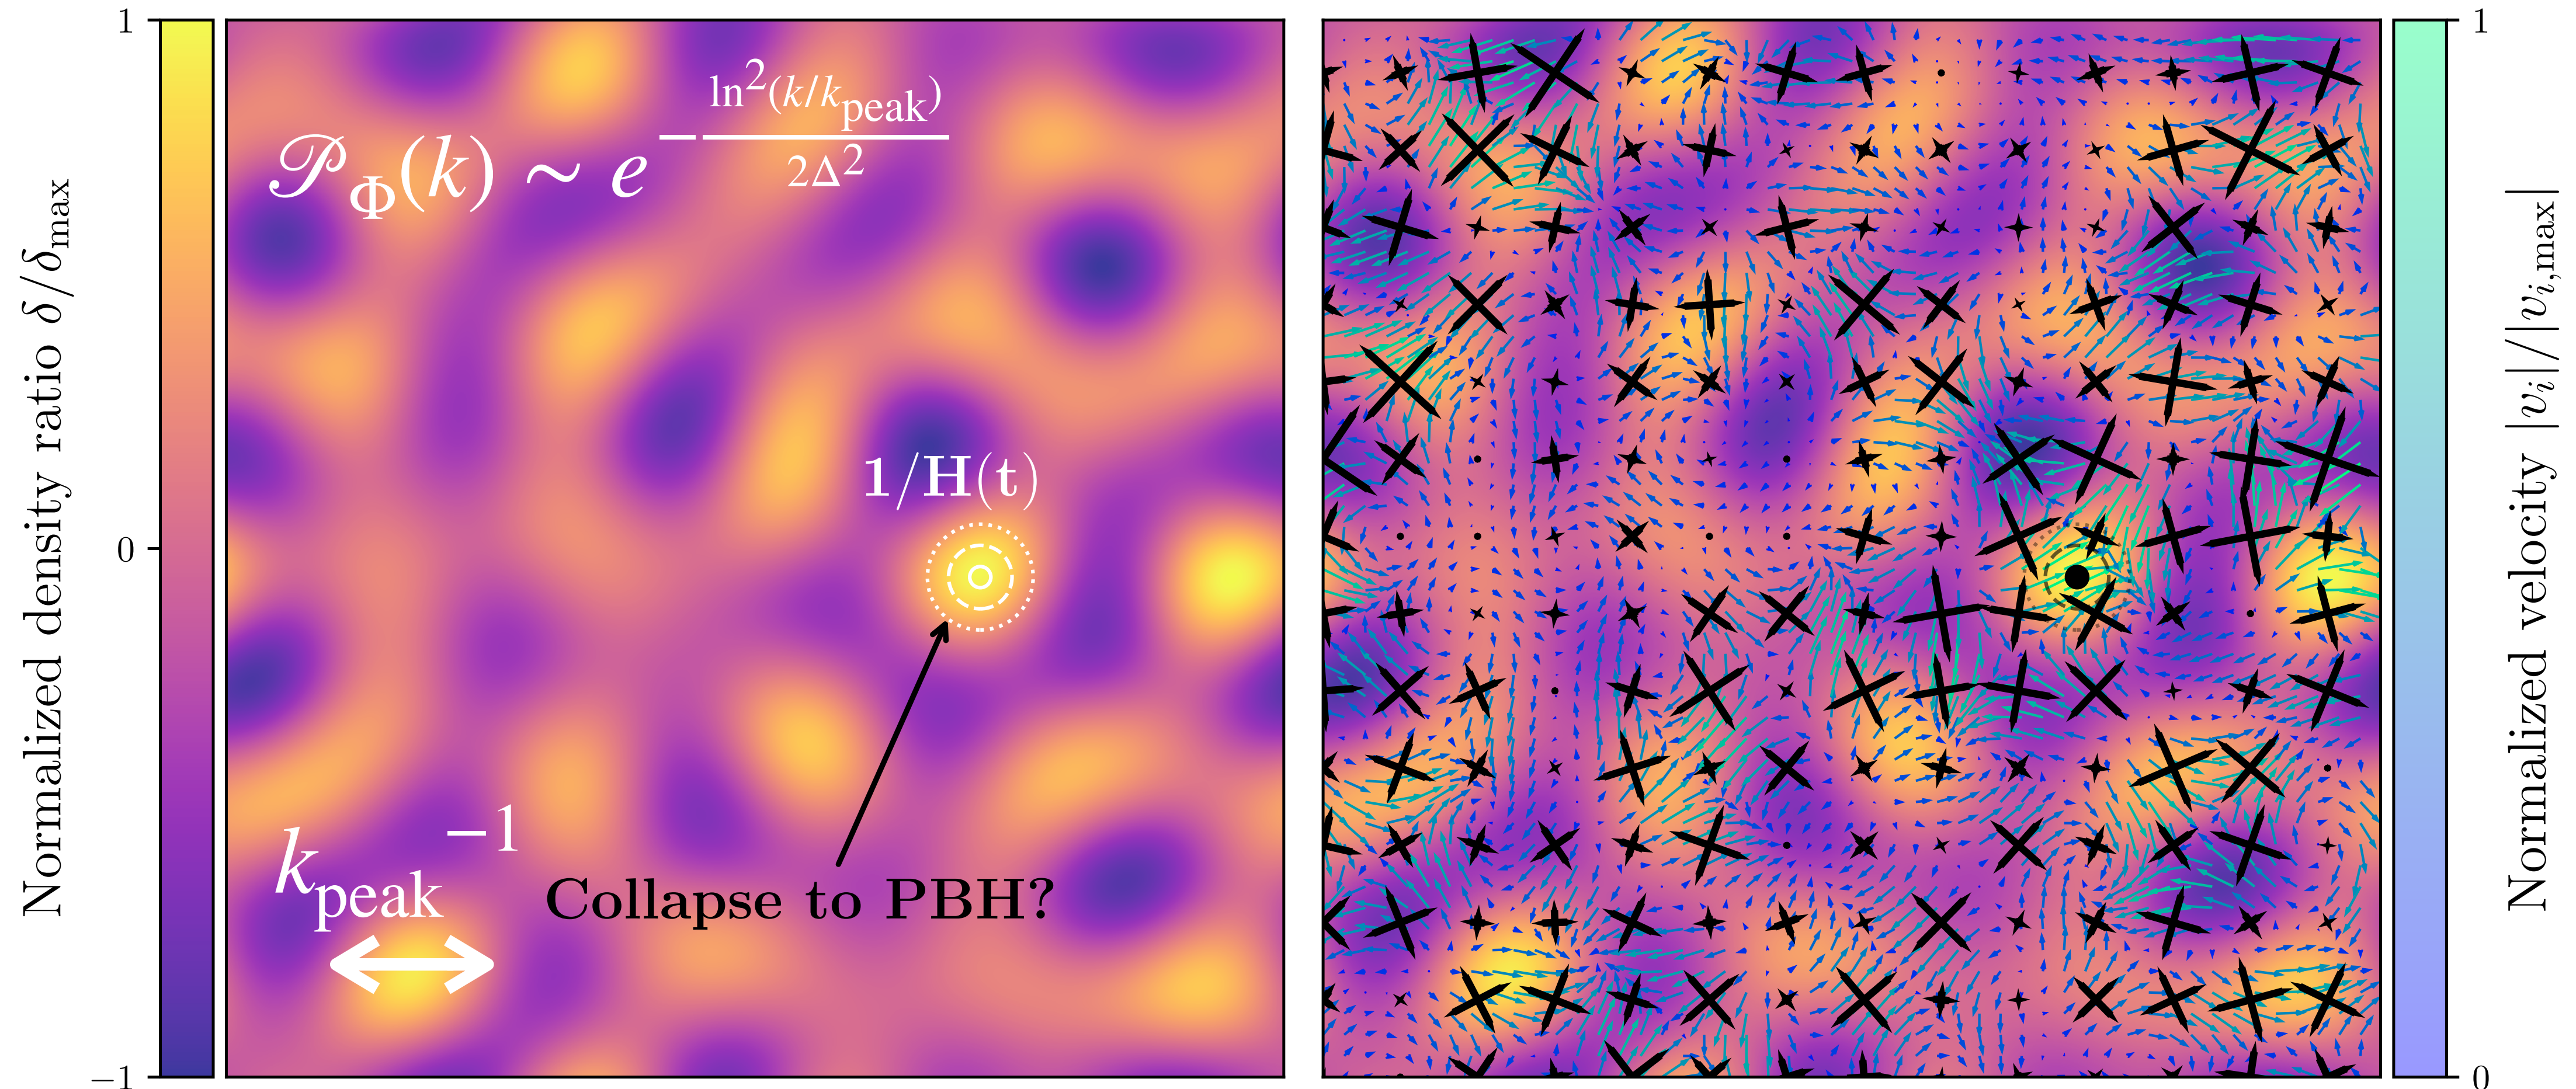 Normalized density ratio δ/δ_max
1
0
−1
𝒫_Φ(k) ∼ e^{−\frac{ln²(k/k_peak)}{2Δ²}}
1/H(t)
Collapse to PBH?
k_peak⁻¹
1
0
Normalized velocity |v_i|/|v_{i,max}|